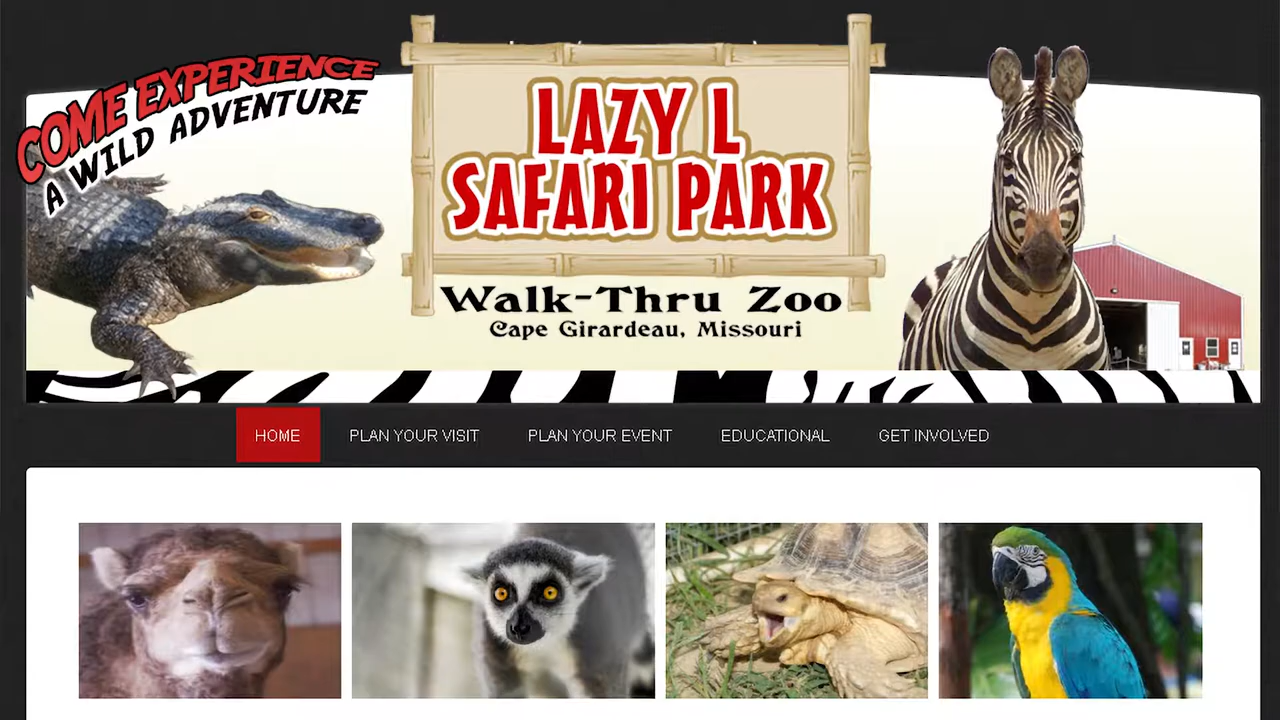 COME EXPERIENCE
A WILD ADVENTURE
LAZY L
SAFARI PARK
Walk-Thru Zoo
Cape Girardeau, Missouri
HOME
PLAN YOUR VISIT
PLAN YOUR EVENT
EDUCATIONAL
GET INVOLVED